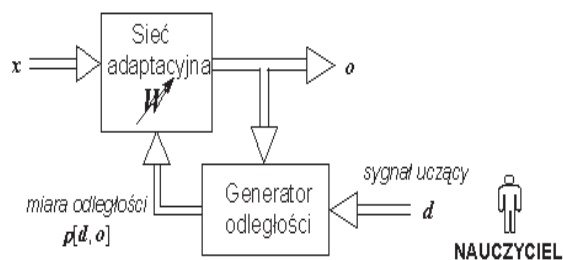 Sieć
adaptacyjna
W
x
o
sygnał uczący
Generator
odległości
d
miara odległości
p[d, o]
NAUCZYCIEL